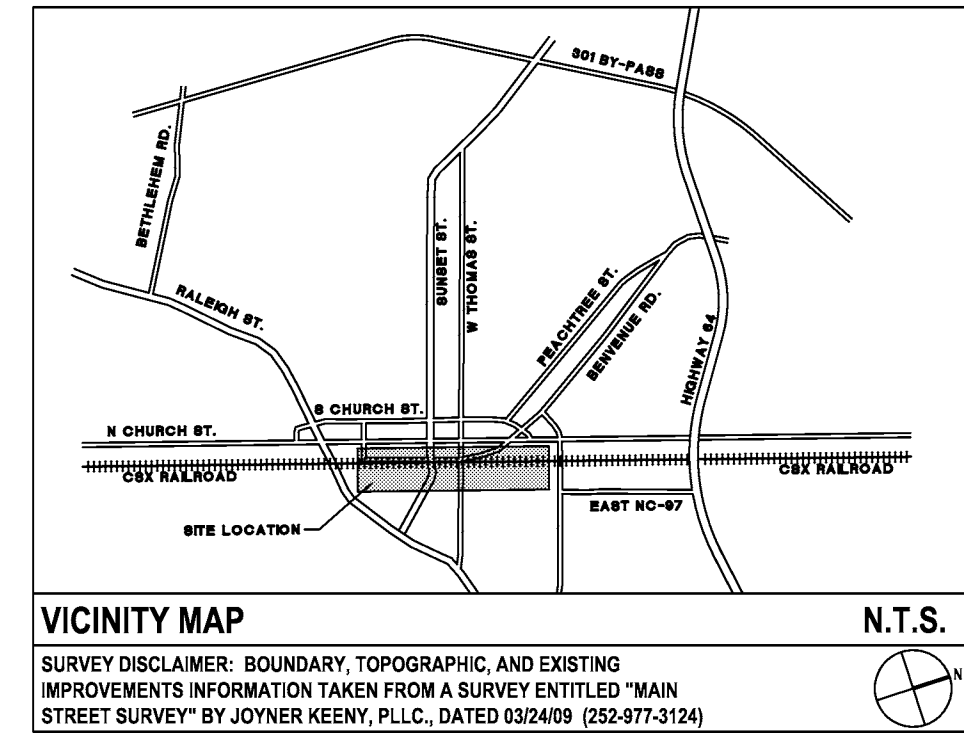 301 BY-PASS
BETHLEHEM RD.
SUNSET ST.
W THOMAS ST.
RALEIGH ST.
PEACHTREE ST.
BENVENUE RD.
HIGHWAY 64
S CHURCH ST.
N CHURCH ST.
CSX RAILROAD
CSX RAILROAD
EAST NC-97
SITE LOCATION
VICINITY MAP
N.T.S.
SURVEY DISCLAIMER: BOUNDARY, TOPOGRAPHIC, AND EXISTING
IMPROVEMENTS INFORMATION TAKEN FROM A SURVEY ENTITLED "MAIN
STREET SURVEY" BY JOYNER KEENY, PLLC., DATED 03/24/09 (252-977-3124)
N